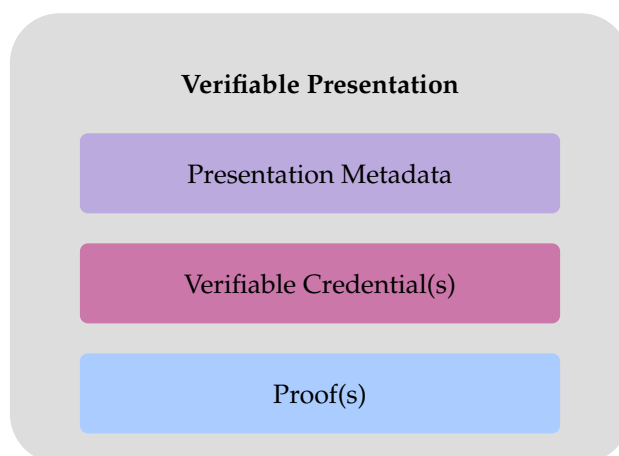 Verifiable Presentation
Presentation Metadata
Verifiable Credential(s)
Proof(s)